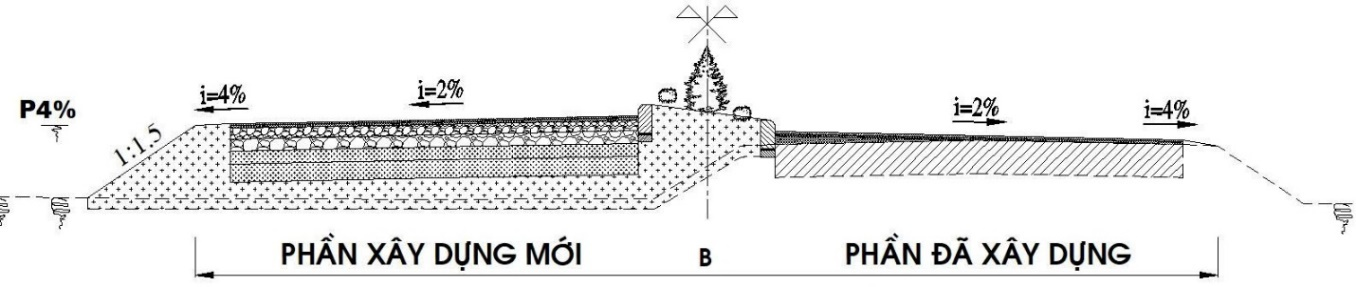 i=4%
i=2%
i=2%
i=4%
P4%
1:1.5
PHẦN XÂY DỰNG MỚI
B
PHẦN ĐÃ XÂY DỰNG